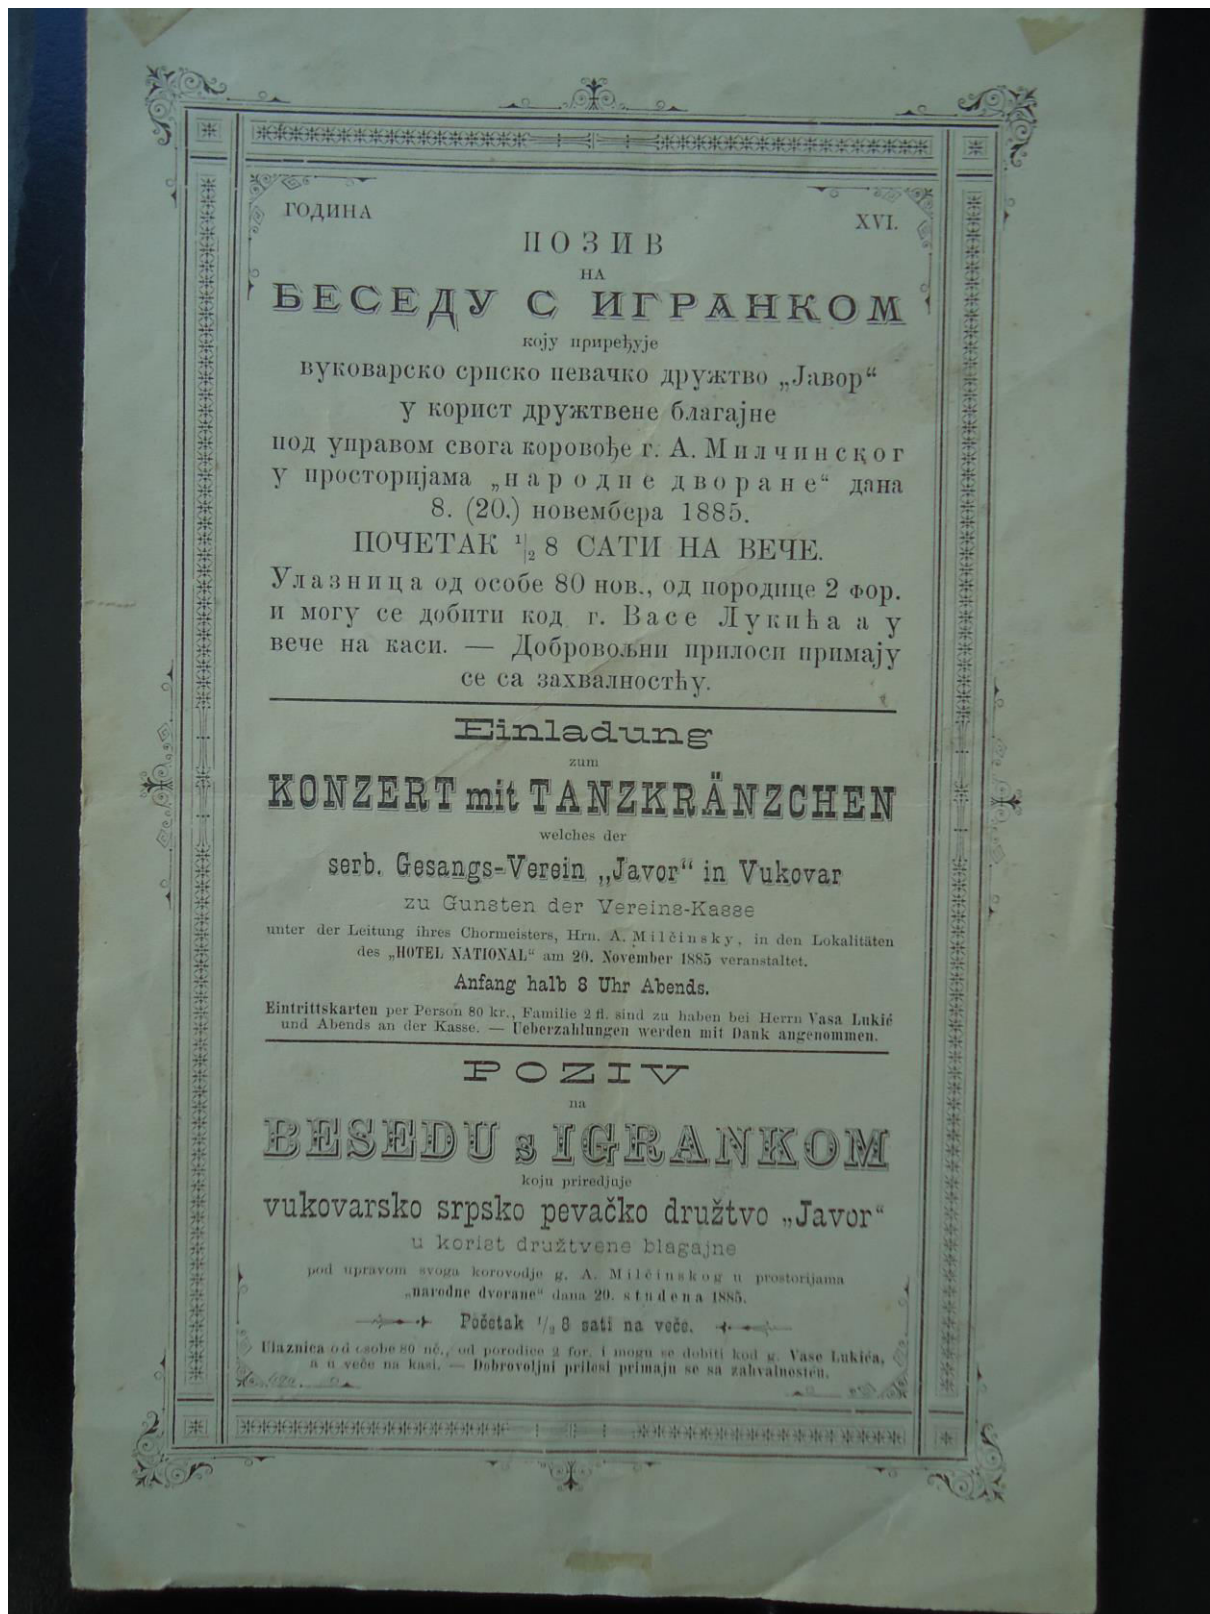 ГОДИНА XVI.
ПОЗИВ
НА
БЕСЕДУ С ИГРАНКОМ
коју приређује
вуковарско српско певачко дружтво „Јавор“
у корист дружтвене благајне
под управом свога коровође г. А. Милчинског
у просторијама „народне дворане“ дана
8. (20.) новембера 1885.
ПОЧЕТАК 1/2 8 САТИ НА ВЕЧЕ.
Улазница од особе 80 нов., од породице 2 фор.
и могу се добити код г. Васе Лукића а у
вече на каси. — Добровољни прилоси примају
се са захвалностћу.
Einladung
zum
KONZERT mit TANZKRÄNZCHEN
welches der
serb. Gesangs-Verein „Javor“ in Vukovar
zu Gunsten der Vereins-Kasse
unter der Leitung ihres Chormeisters, Hrn. A. Milčinsky, in den Lokalitäten
des „HOTEL NATIONAL“ am 20. November 1885 veranstaltet.
Anfang halb 8 Uhr Abends.
Eintrittskarten per Person 80 kr., Familie 2 fl. sind zu haben bei Herrn Vasa Lukić
und Abends an der Kasse. — Ueberzahlungen werden mit Dank angenommen.
POZIV
na
BESEDU s IGRANKOM
koju priredjuje
vukovarsko srpsko pevačko družtvo „Javor“
u korist družtvene blagajne
pod upravom svoga korovodje g. A. Milčinskog u prostorijama
„narodne dvorane“ dana 20. studena 1885.
Početak 1/2 8 sati na veče.
Ulaznica od osobe 80 nč., od porodice 2 for. i mogu se dobiti kod g. Vase Lukića,
a u veče na kasi. — Dobrovoljni prilosi primaju se sa zahvalnosću.